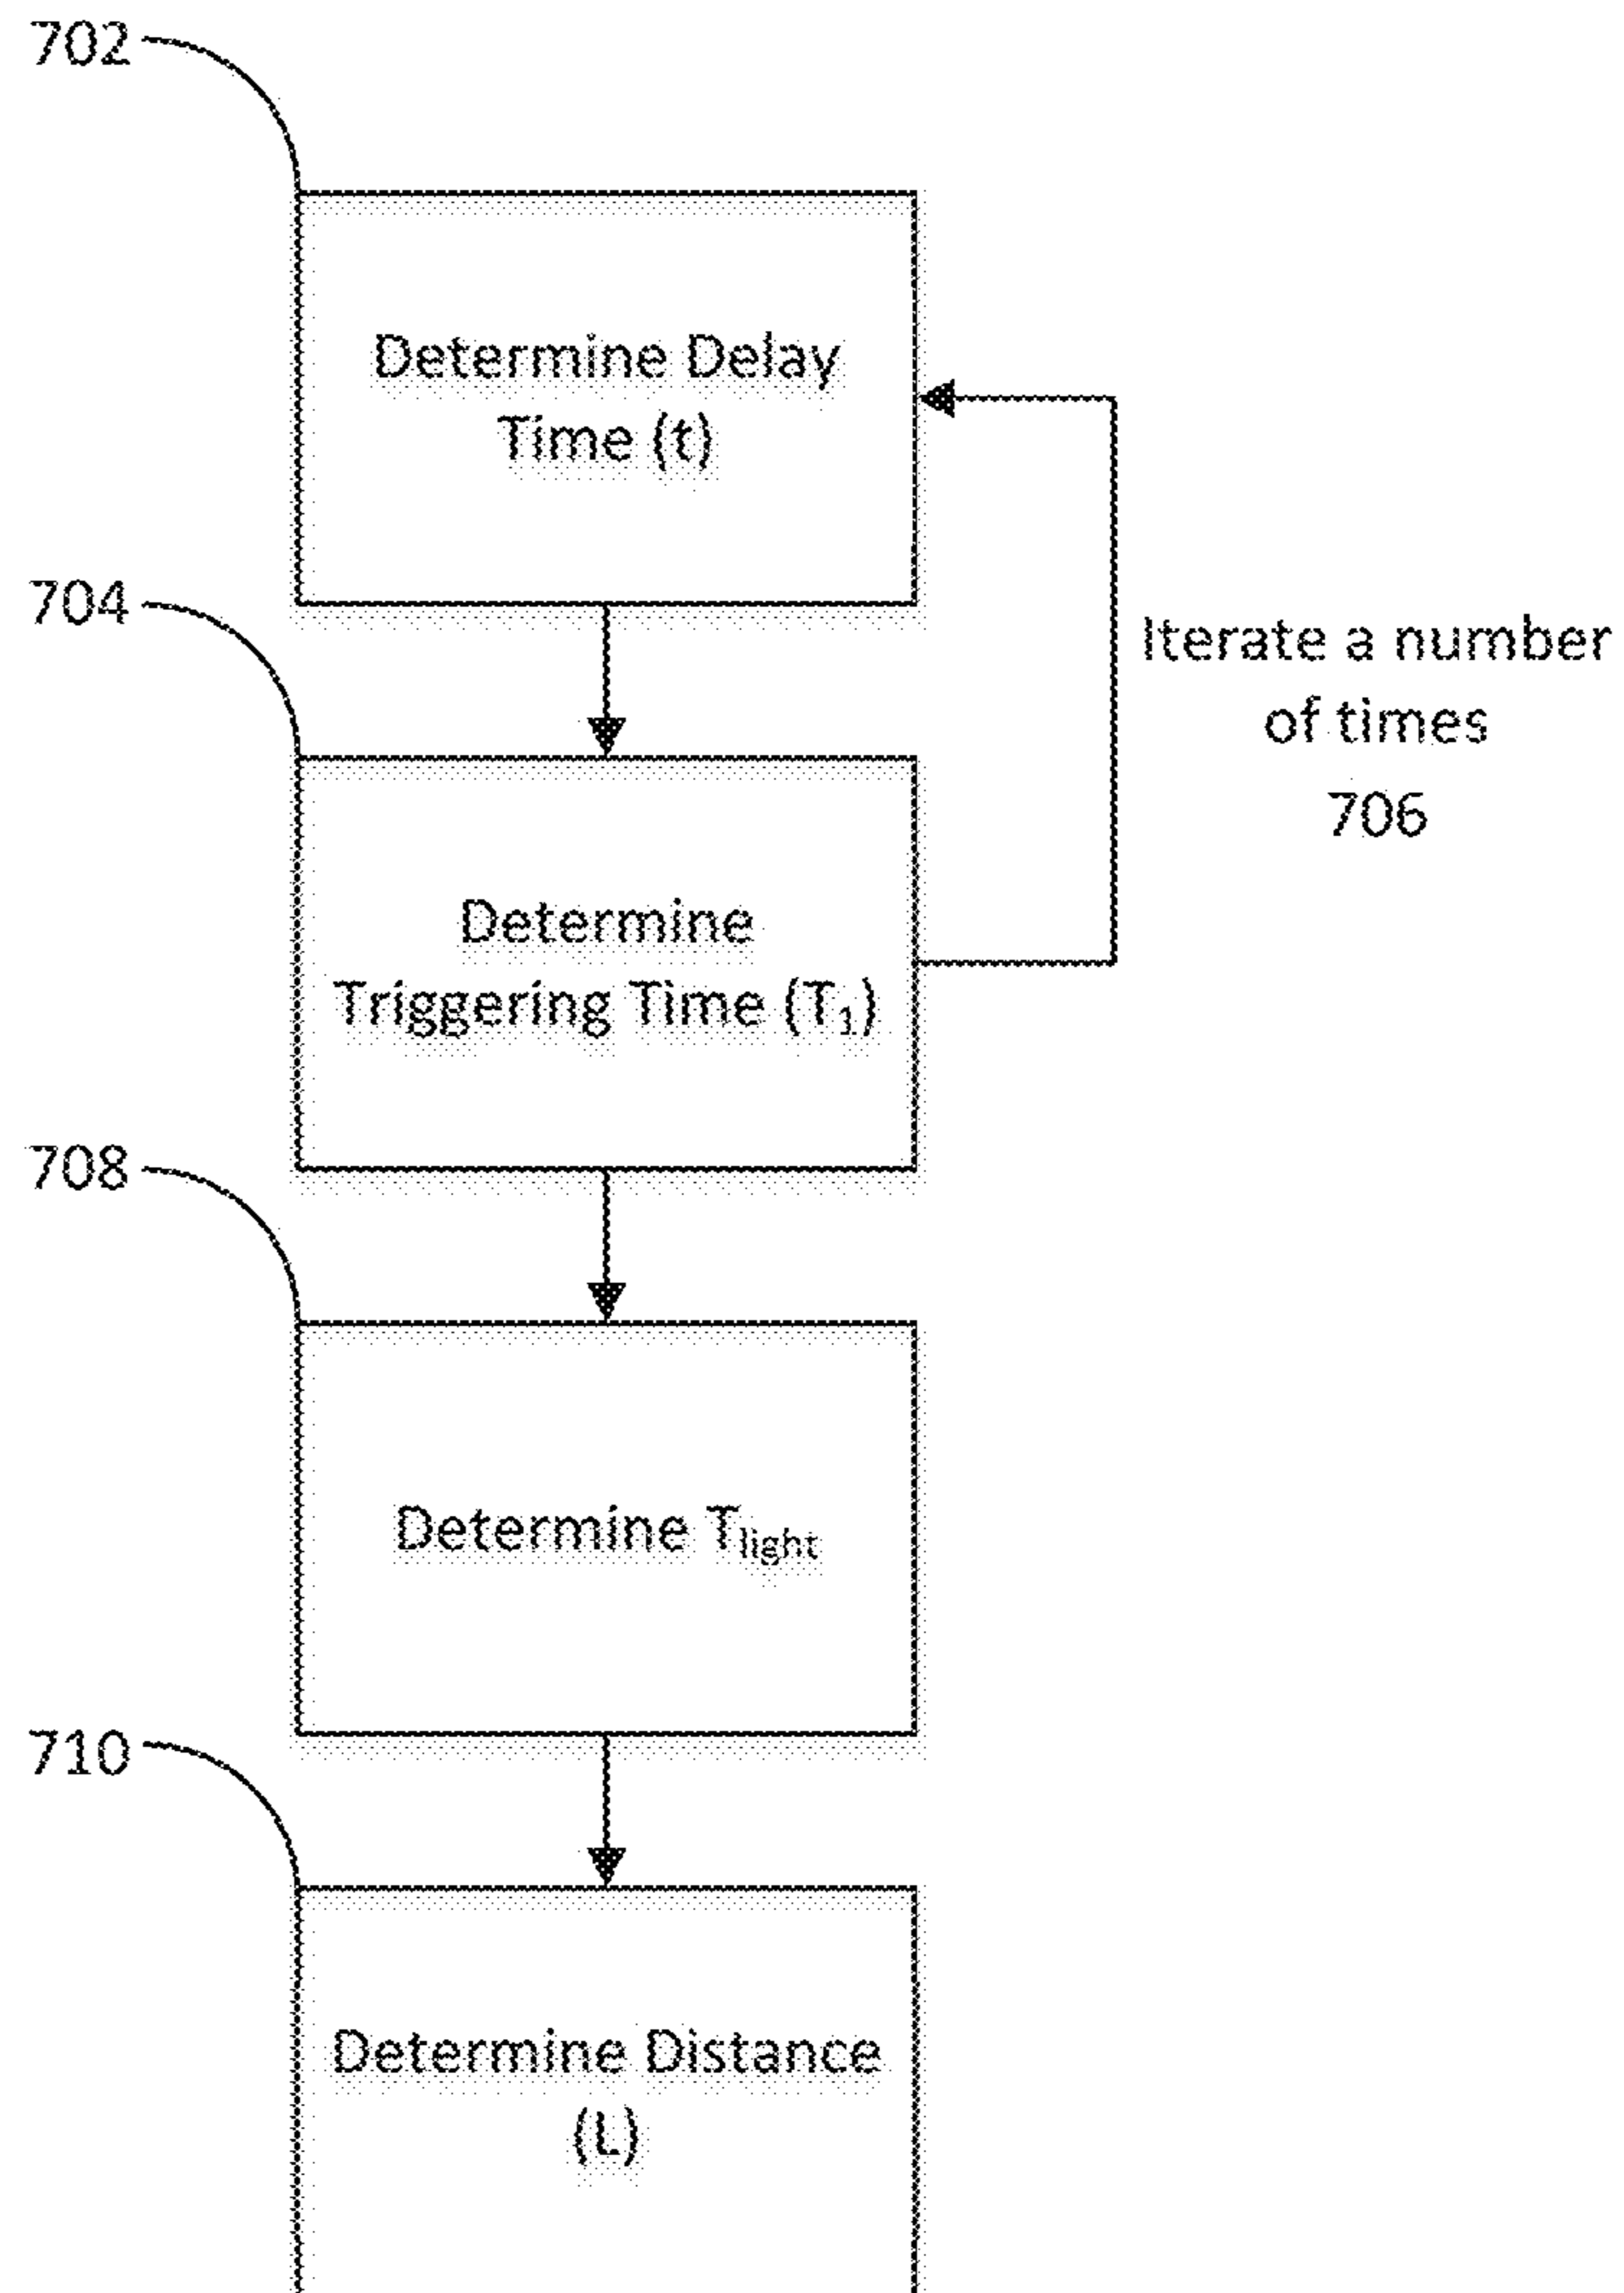 702
Determine Delay
Time (t)
704
Iterate a number
of times
706
Determine
Triggering Time (T₁)
708
Determine T_light
710
Determine Distance
(L)